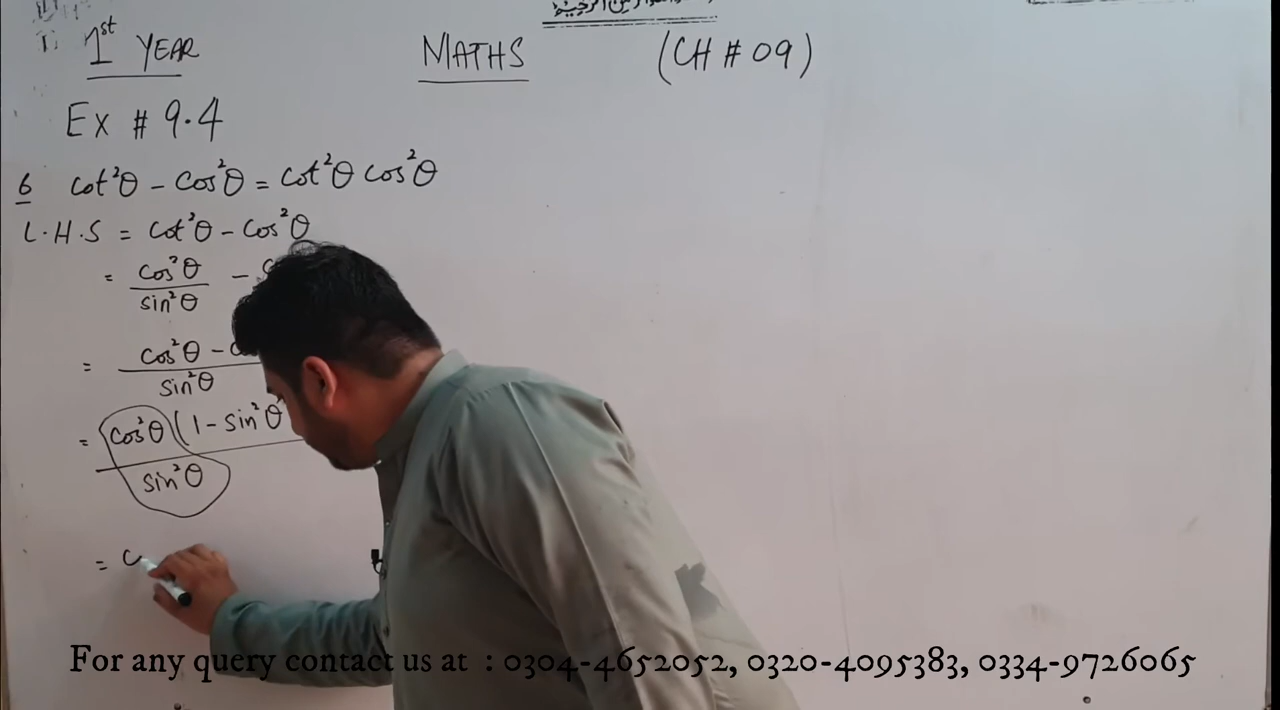 1st YEAR MATHS (CH # 09)
Ex # 9.4
6 cot²θ - cos²θ = cot²θ cos²θ
L.H.S = cot²θ - cos²θ
= cos²θ / sin²θ -
= cos²θ - / sin²θ
= cos²θ (1 - sin²θ / sin²θ
= c
For any query contact us at : 0304-4652052, 0320-4095383, 0334-9726065